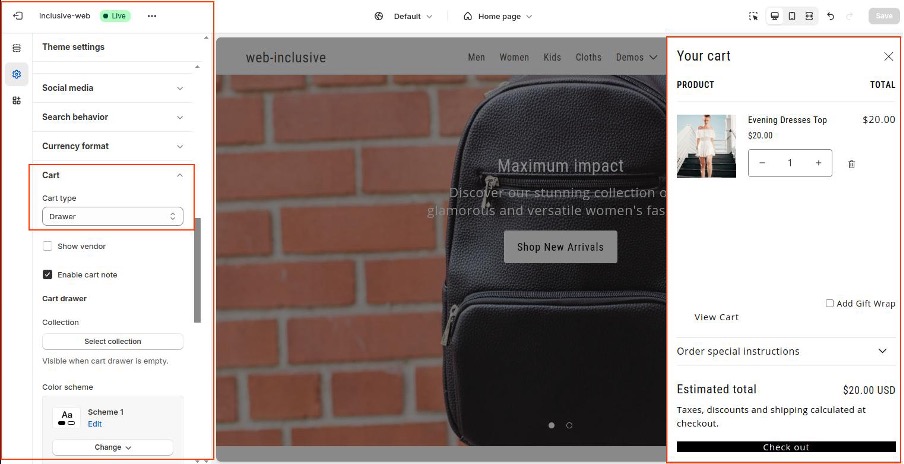 inclusive-web
Live
Default
Home page
Save
Theme settings
Social media
Search behavior
Currency format
Cart
Cart type
Drawer
Show vendor
Enable cart note
Cart drawer
Collection
Select collection
Visible when cart drawer is empty.
Color scheme
Aa
Scheme 1
Edit
Change
web-inclusive
Men Women Kids Cloths Demos
Maximum impact
Discover our stunning collection o
glamorous and versatile women's fas
Shop New Arrivals
Your cart
PRODUCT TOTAL
Evening Dresses Top $20.00
$20.00
− 1 +
Add Gift Wrap
View Cart
Order special instructions
Estimated total $20.00 USD
Taxes, discounts and shipping calculated at
checkout.
Check out